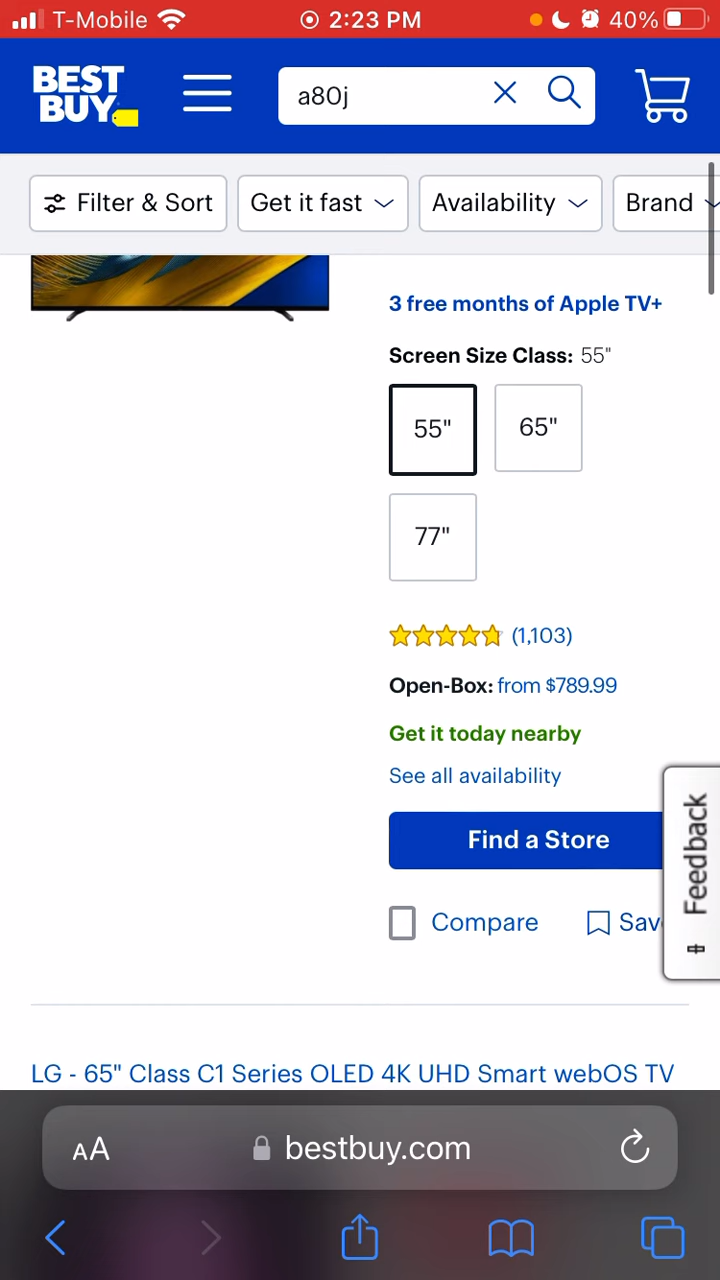 T-Mobile 2:23 PM 40%
BEST BUY
a80j
Filter & Sort Get it fast Availability Brand
3 free months of Apple TV+
Screen Size Class: 55"
55" 65"
77"
(1,103)
Open-Box: from $789.99
Get it today nearby
See all availability
Find a Store
Feedback
Compare Save
LG - 65" Class C1 Series OLED 4K UHD Smart webOS TV
AA bestbuy.com